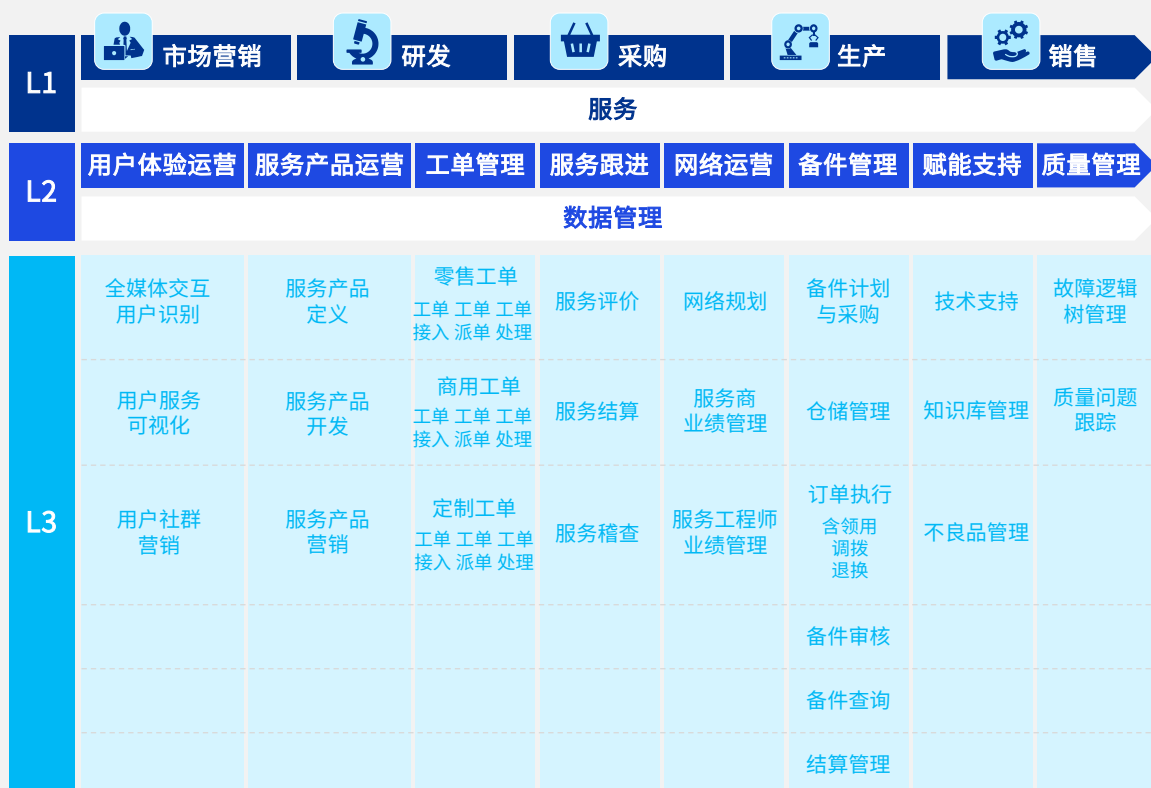 L1
市场营销
研发
采购
生产
销售
服务
L2
用户体验运营
服务产品运营
工单管理
服务跟进
网络运营
备件管理
赋能支持
质量管理
数据管理
L3
全媒体交互
用户识别
服务产品
定义
零售工单
工单 工单 工单
接入 派单 处理
服务评价
网络规划
备件计划
与采购
技术支持
故障逻辑
树管理
用户服务
可视化
服务产品
开发
商用工单
工单 工单 工单
接入 派单 处理
服务结算
服务商
业绩管理
仓储管理
知识库管理
质量问题
跟踪
用户社群
营销
服务产品
营销
定制工单
工单 工单 工单
接入 派单 处理
服务稽查
服务工程师
业绩管理
订单执行
含领用
调拨
退换
不良品管理
备件审核
备件查询
结算管理